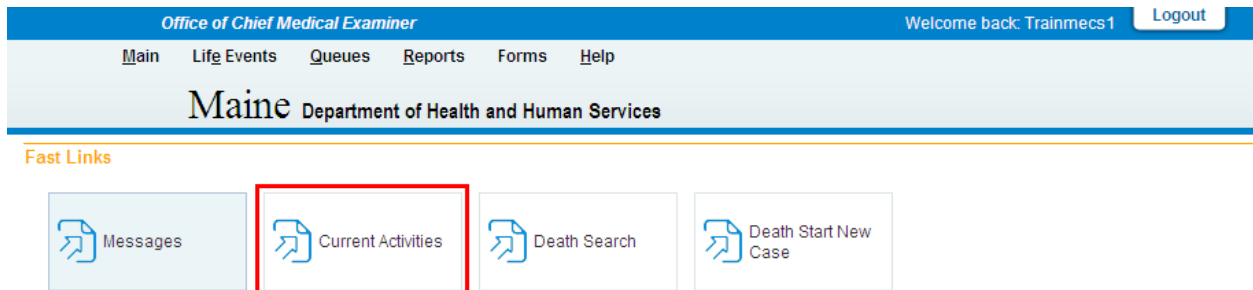 Office of Chief Medical Examiner Welcome back: Trainmecs1 Logout
Main Life Events Queues Reports Forms Help
Maine Department of Health and Human Services
Fast Links
Messages
Current Activities
Death Search
Death Start New
Case